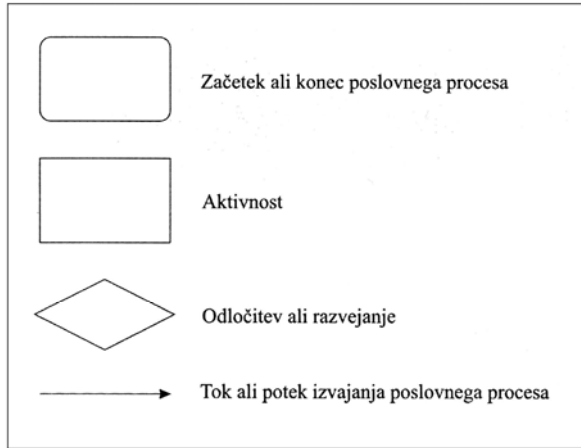 Začetek ali konec poslovnega procesa
Aktivnost
Odločitev ali razvejanje
Tok ali potek izvajanja poslovnega procesa